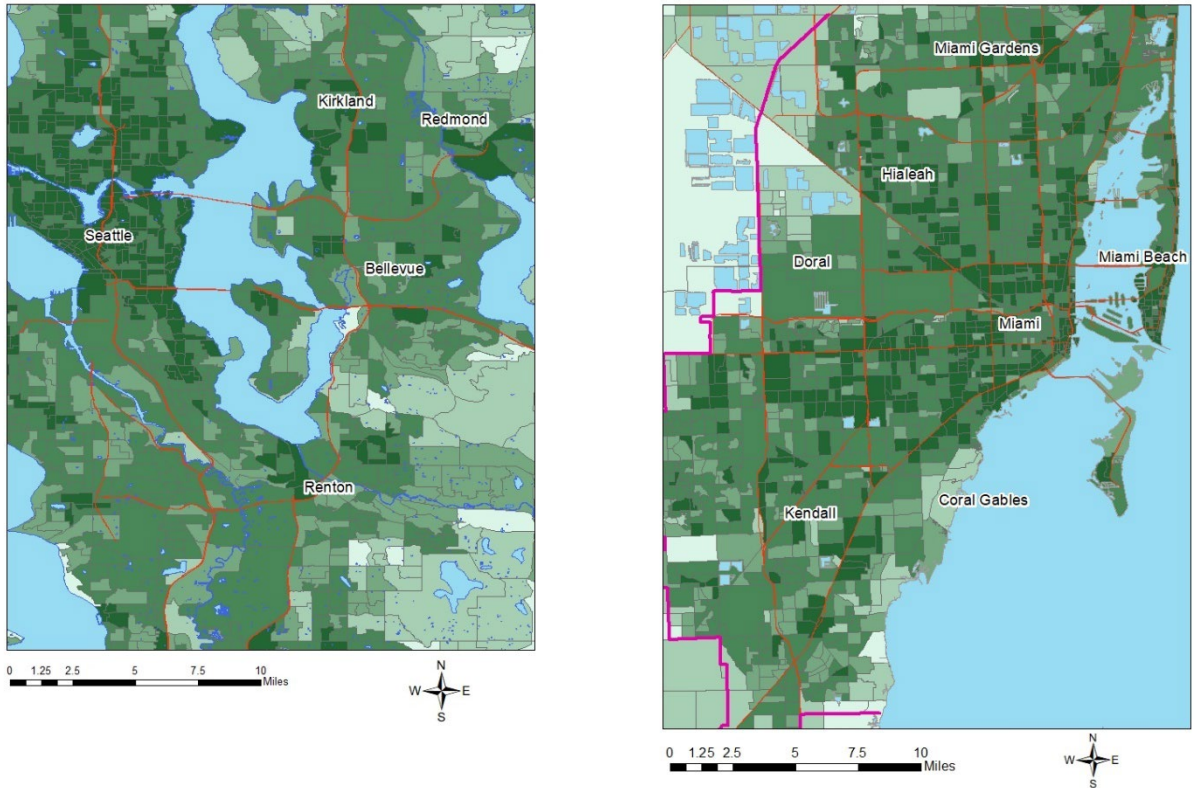 Kirkland
Redmond
Seattle
Bellevue
Renton
0 1.25 2.5 5 7.5 10
Miles
N
W E
S
Miami Gardens
Hialeah
Doral
Miami Beach
Miami
Coral Gables
Kendall
0 1.25 2.5 5 7.5 10
Miles
N
W E
S